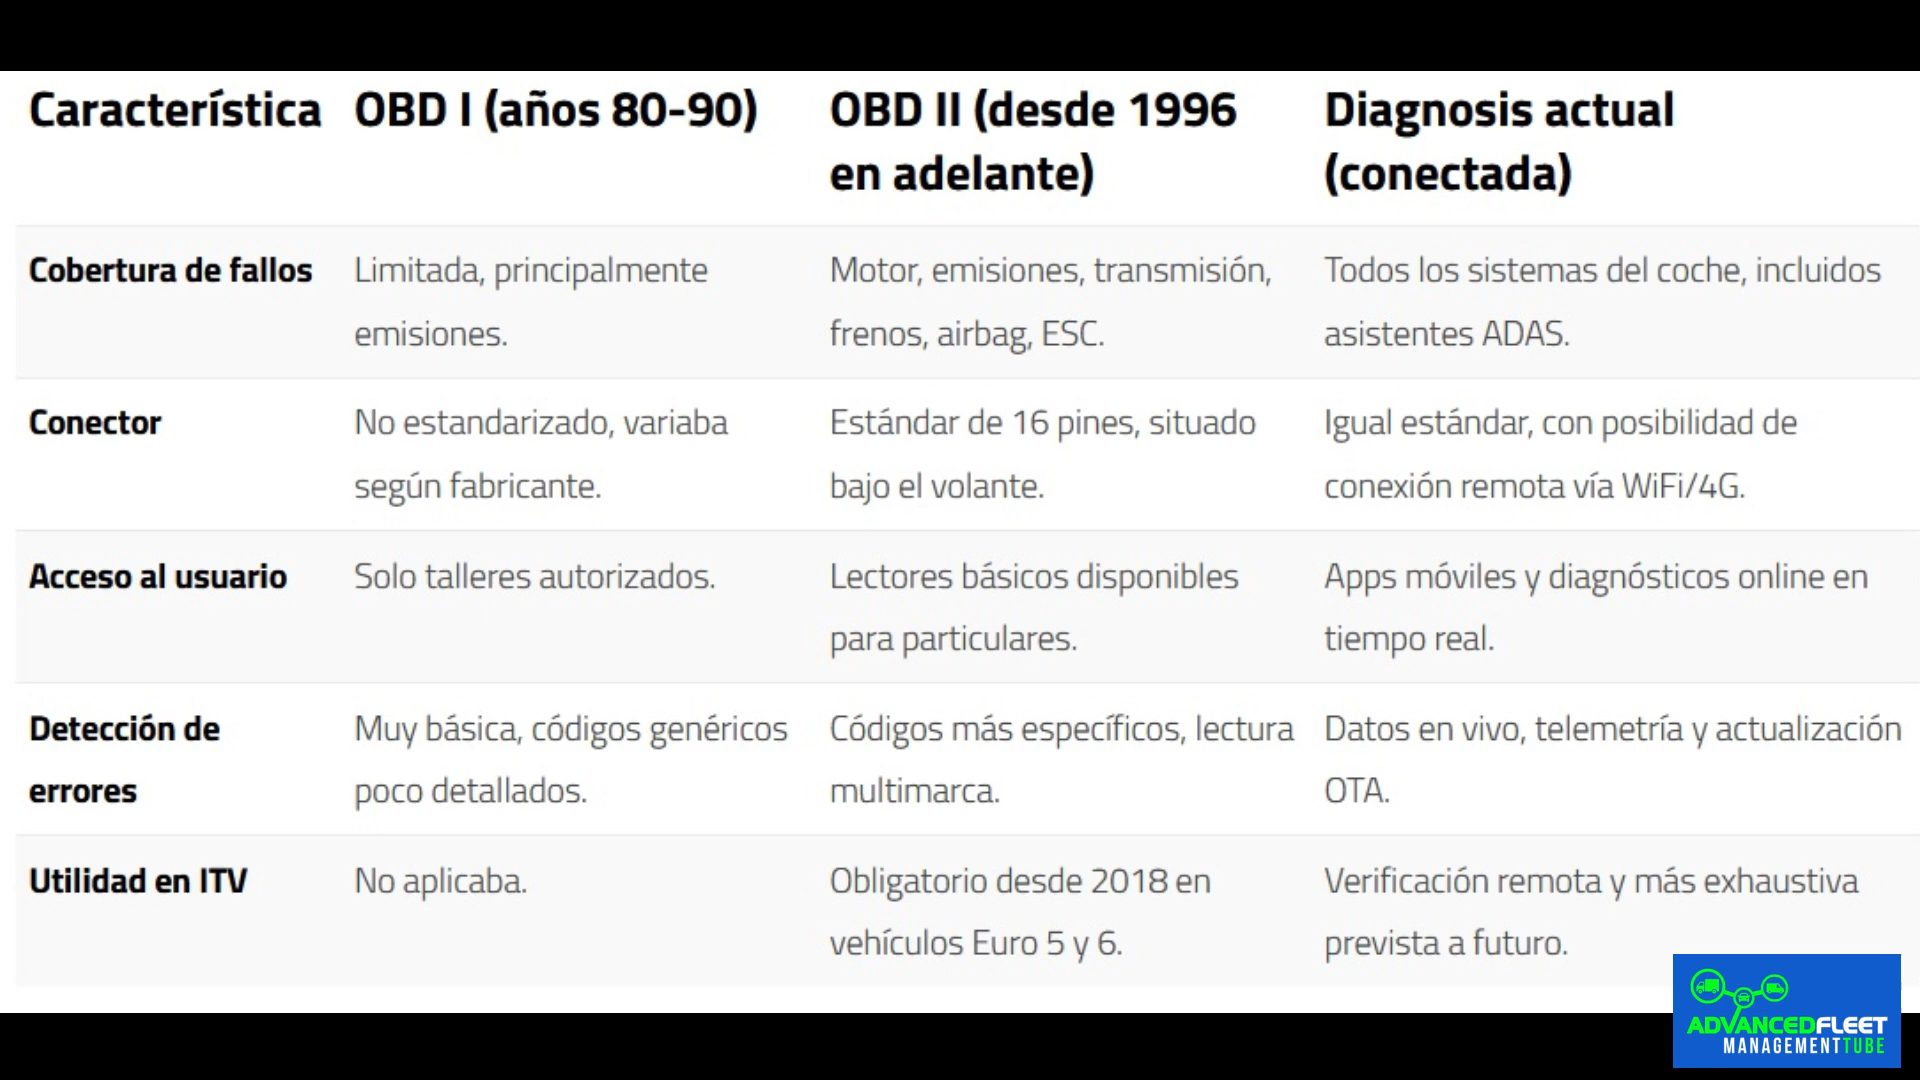 Característica OBD I (años 80-90) OBD II (desde 1996 Diagnosis actual
en adelante) (conectada)
Cobertura de fallos Limitada, principalmente Motor, emisiones, transmisión, Todos los sistemas del coche, incluidos
emisiones. frenos, airbag, ESC. asistentes ADAS.
Conector No estandarizado, variaba Estándar de 16 pines, situado Igual estándar, con posibilidad de
según fabricante. bajo el volante. conexión remota vía WiFi/4G.
Acceso al usuario Solo talleres autorizados. Lectores básicos disponibles Apps móviles y diagnósticos online en
para particulares. tiempo real.
Detección de Muy básica, códigos genéricos Códigos más específicos, lectura Datos en vivo, telemetría y actualización
errores poco detallados. multimarca. OTA.
Utilidad en ITV No aplicaba. Obligatorio desde 2018 en Verificación remota y más exhaustiva
vehículos Euro 5 y 6. prevista a futuro.
ADVANCEDFLEET
MANAGEMENTTUBE